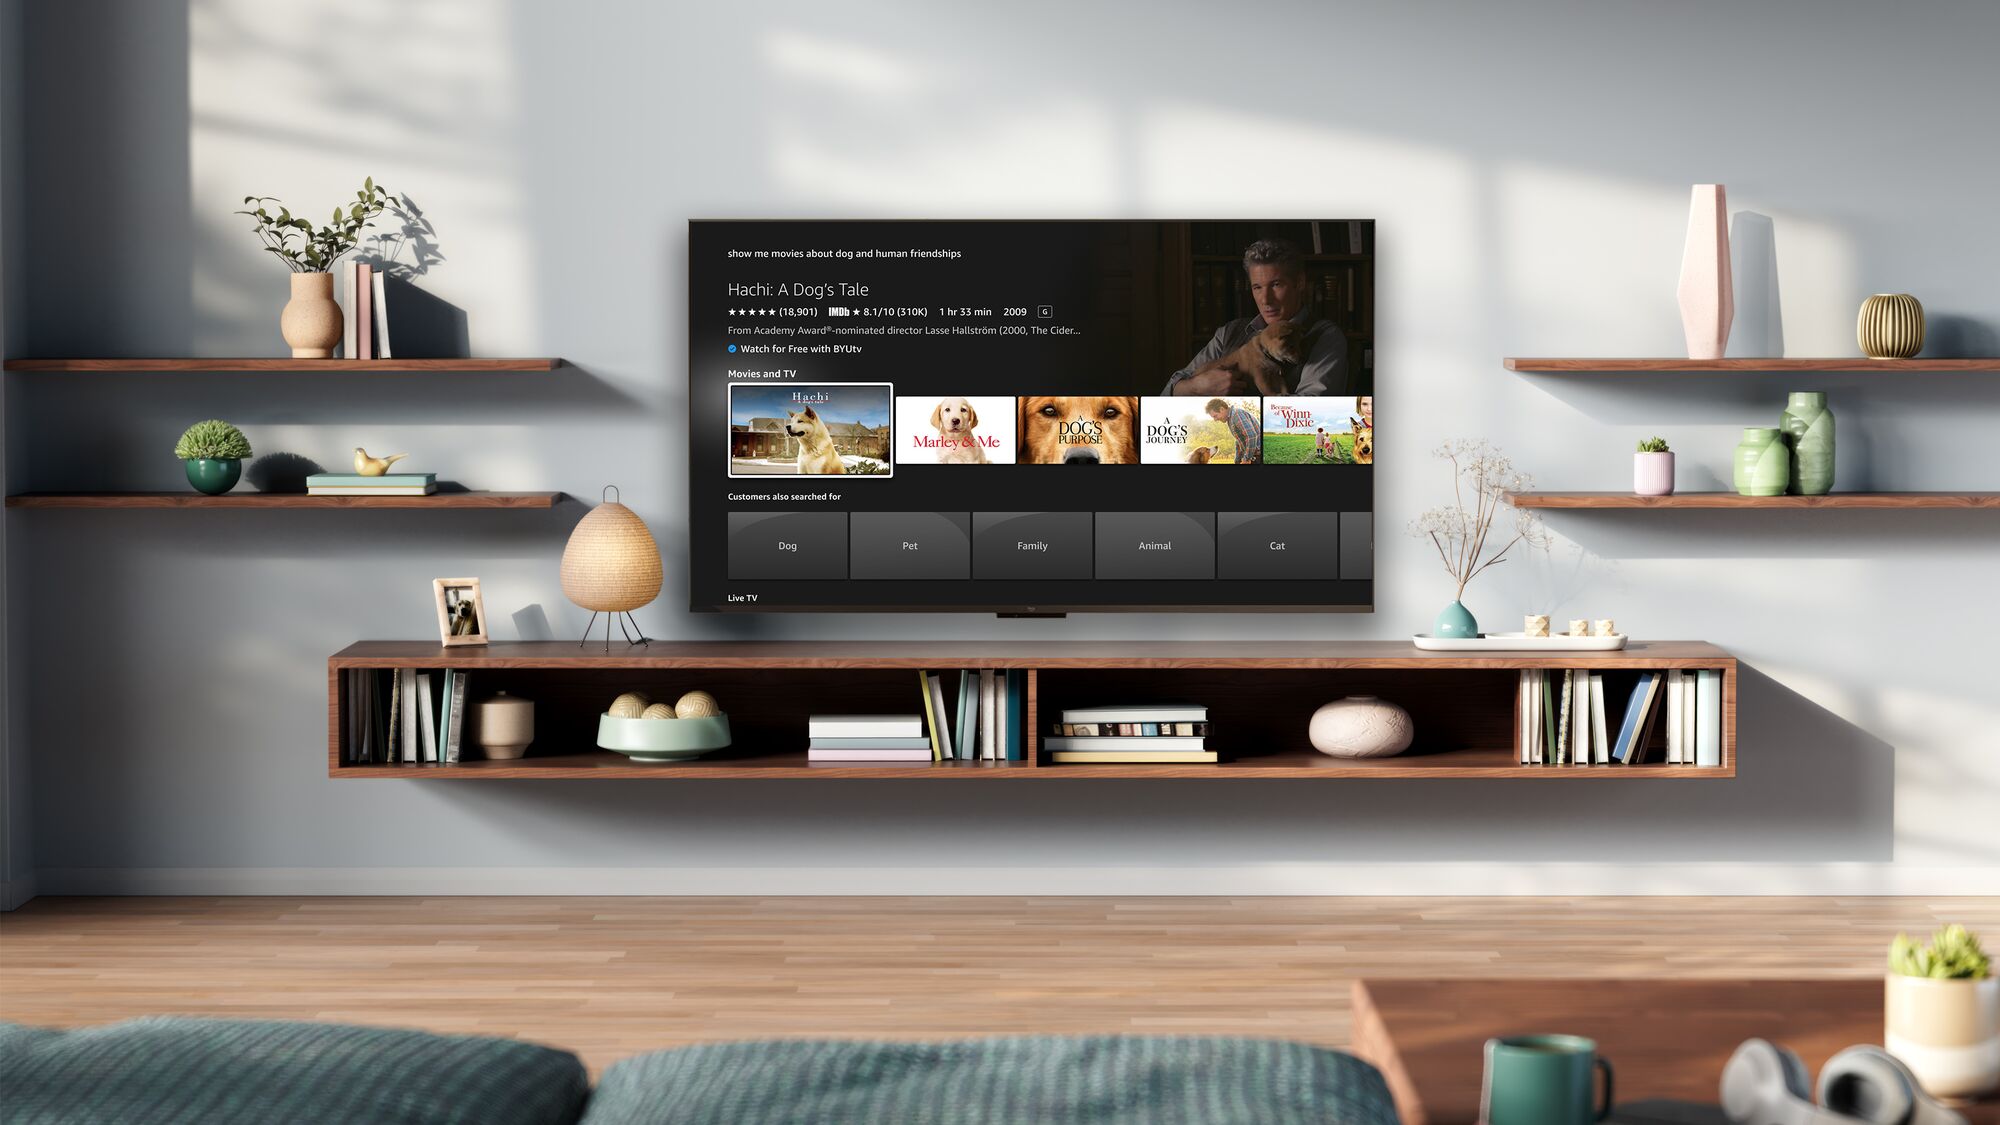 show me movies about dog and human friendships
Hachi: A Dog's Tale
★★★★★ (18,901) IMDb ★ 8.1/10 (310K) 1 hr 33 min 2009 G
From Academy Award®-nominated director Lasse Hallström (2000, The Cider...
Watch for Free with BYUtv
Movies and TV
Hachi
a dog's tale
Marley & Me
A
DOG'S
PURPOSE
A
DOG'S
JOURNEY
Because
of Winn
Dixie
Customers also searched for
Dog
Pet
Family
Animal
Cat
Live TV